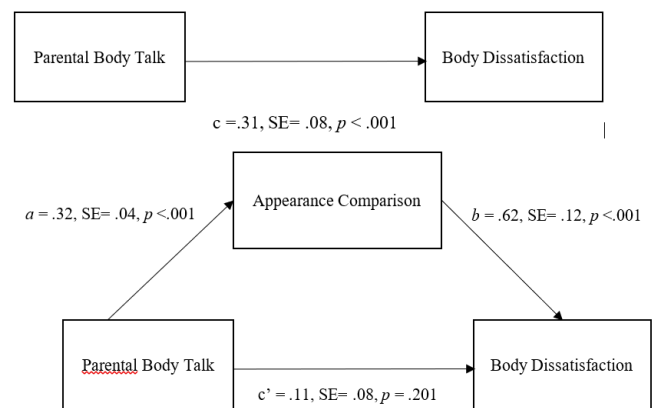 Parental Body Talk
Body Dissatisfaction
c =.31, SE= .08, p < .001
Appearance Comparison
a = .32, SE= .04, p <.001
b = .62, SE= .12, p <.001
Parental Body Talk
Body Dissatisfaction
c’ = .11, SE= .08, p = .201